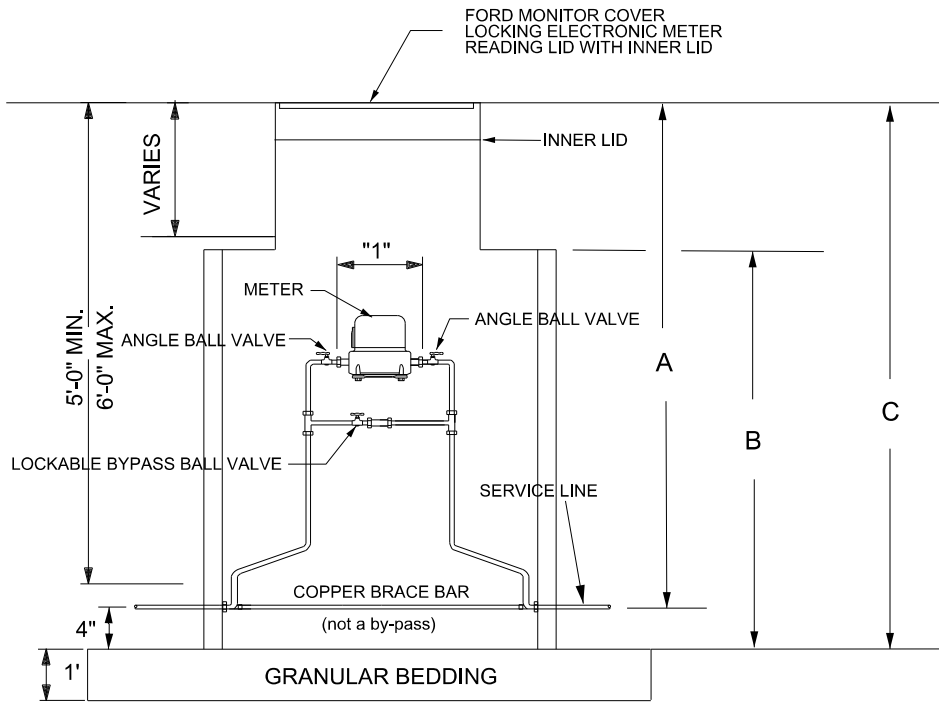 FORD MONITOR COVER
LOCKING ELECTRONIC METER
READING LID WITH INNER LID
INNER LID
VARIES
"1"
METER
ANGLE BALL VALVE
ANGLE BALL VALVE
5'-0" MIN.
6'-0" MAX.
A
B
C
LOCKABLE BYPASS BALL VALVE
SERVICE LINE
COPPER BRACE BAR
(not a by-pass)
4"
1'
GRANULAR BEDDING